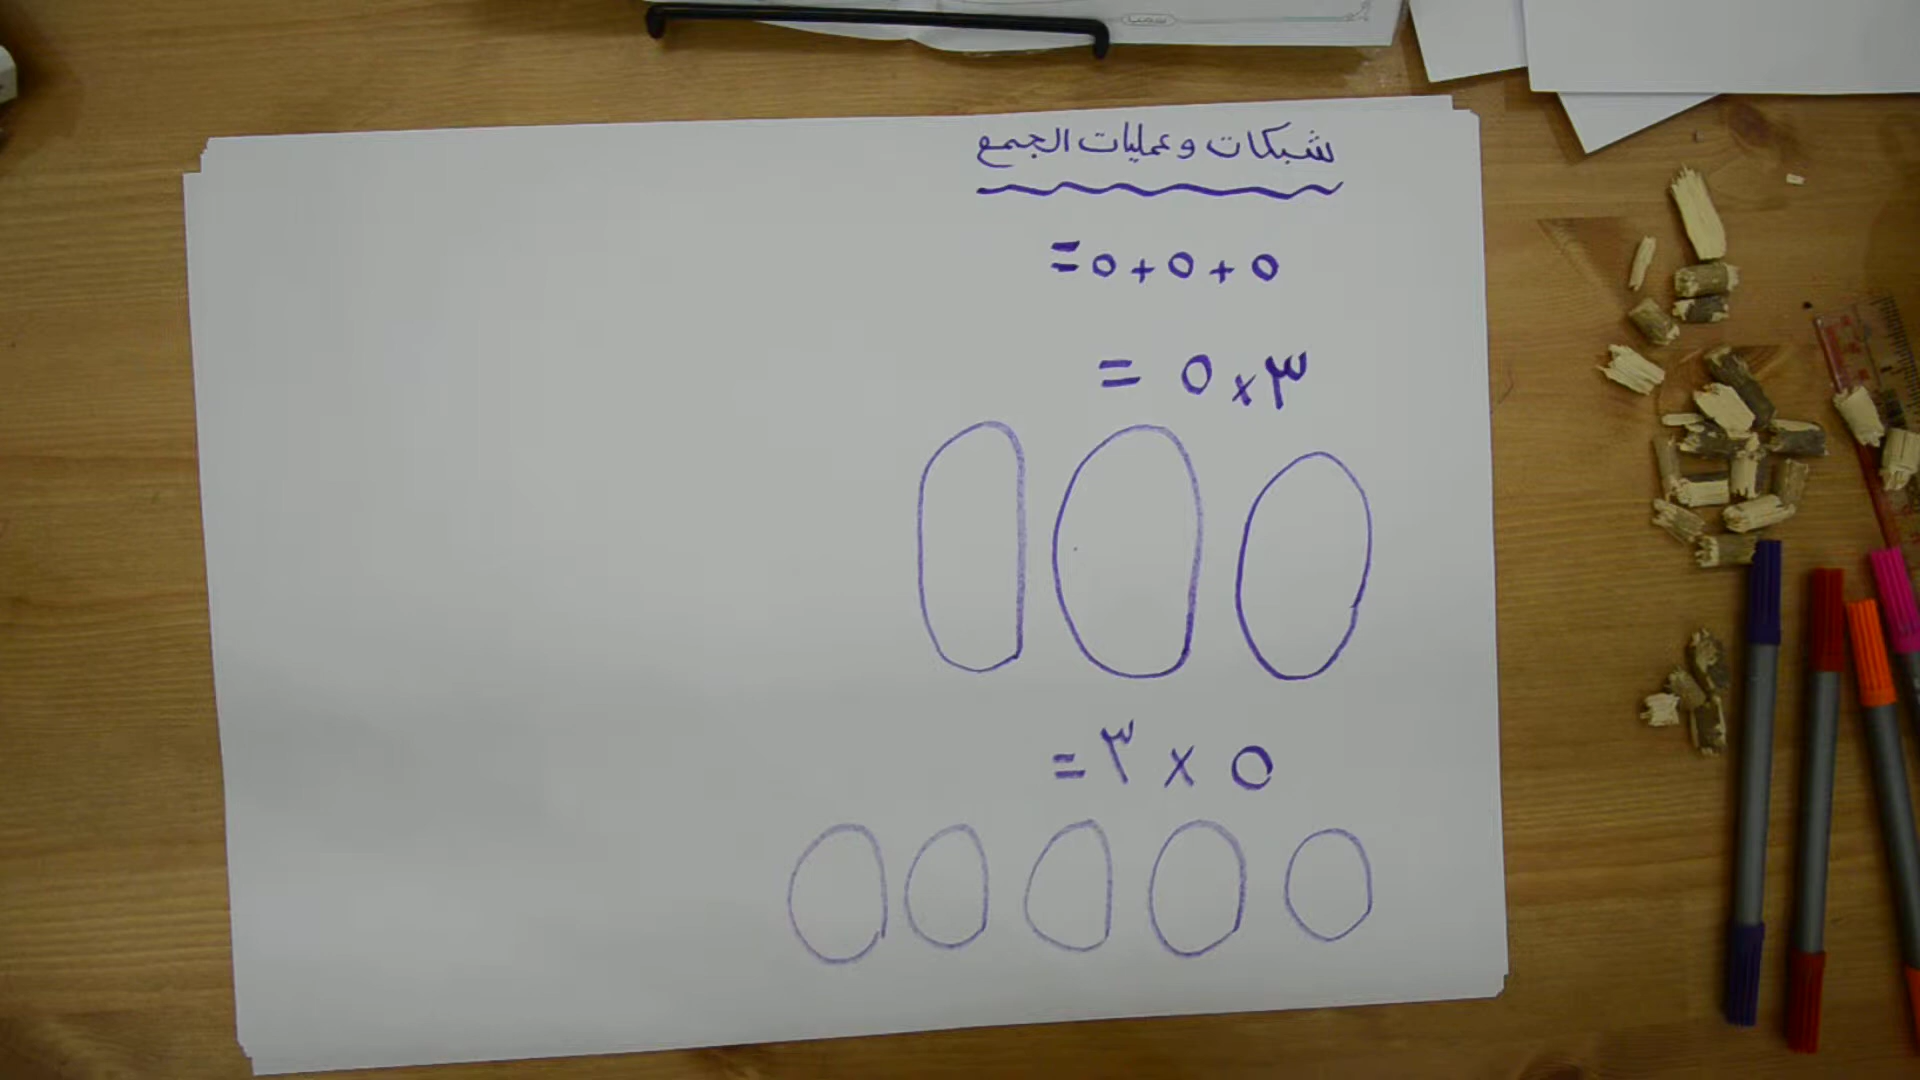 شبكات وعمليات الجمع
٥ + ٥ + ٥ =
٣ × ٥ =
٥ × ٣ =